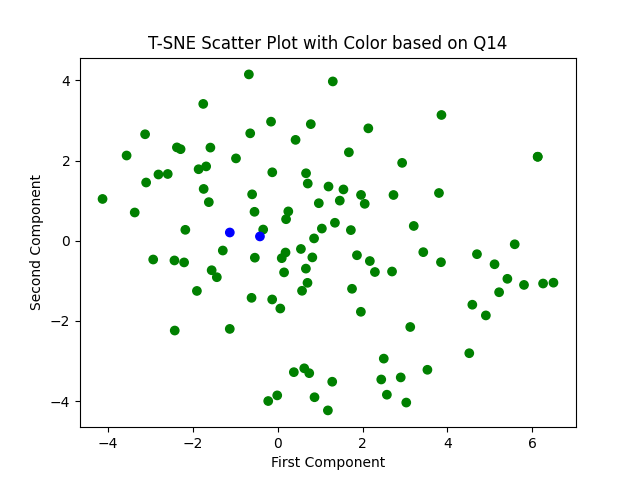 T-SNE Scatter Plot with Color based on Q14
4
2
0
−2
−4
Second Component
−4 −2 0 2 4 6
First Component